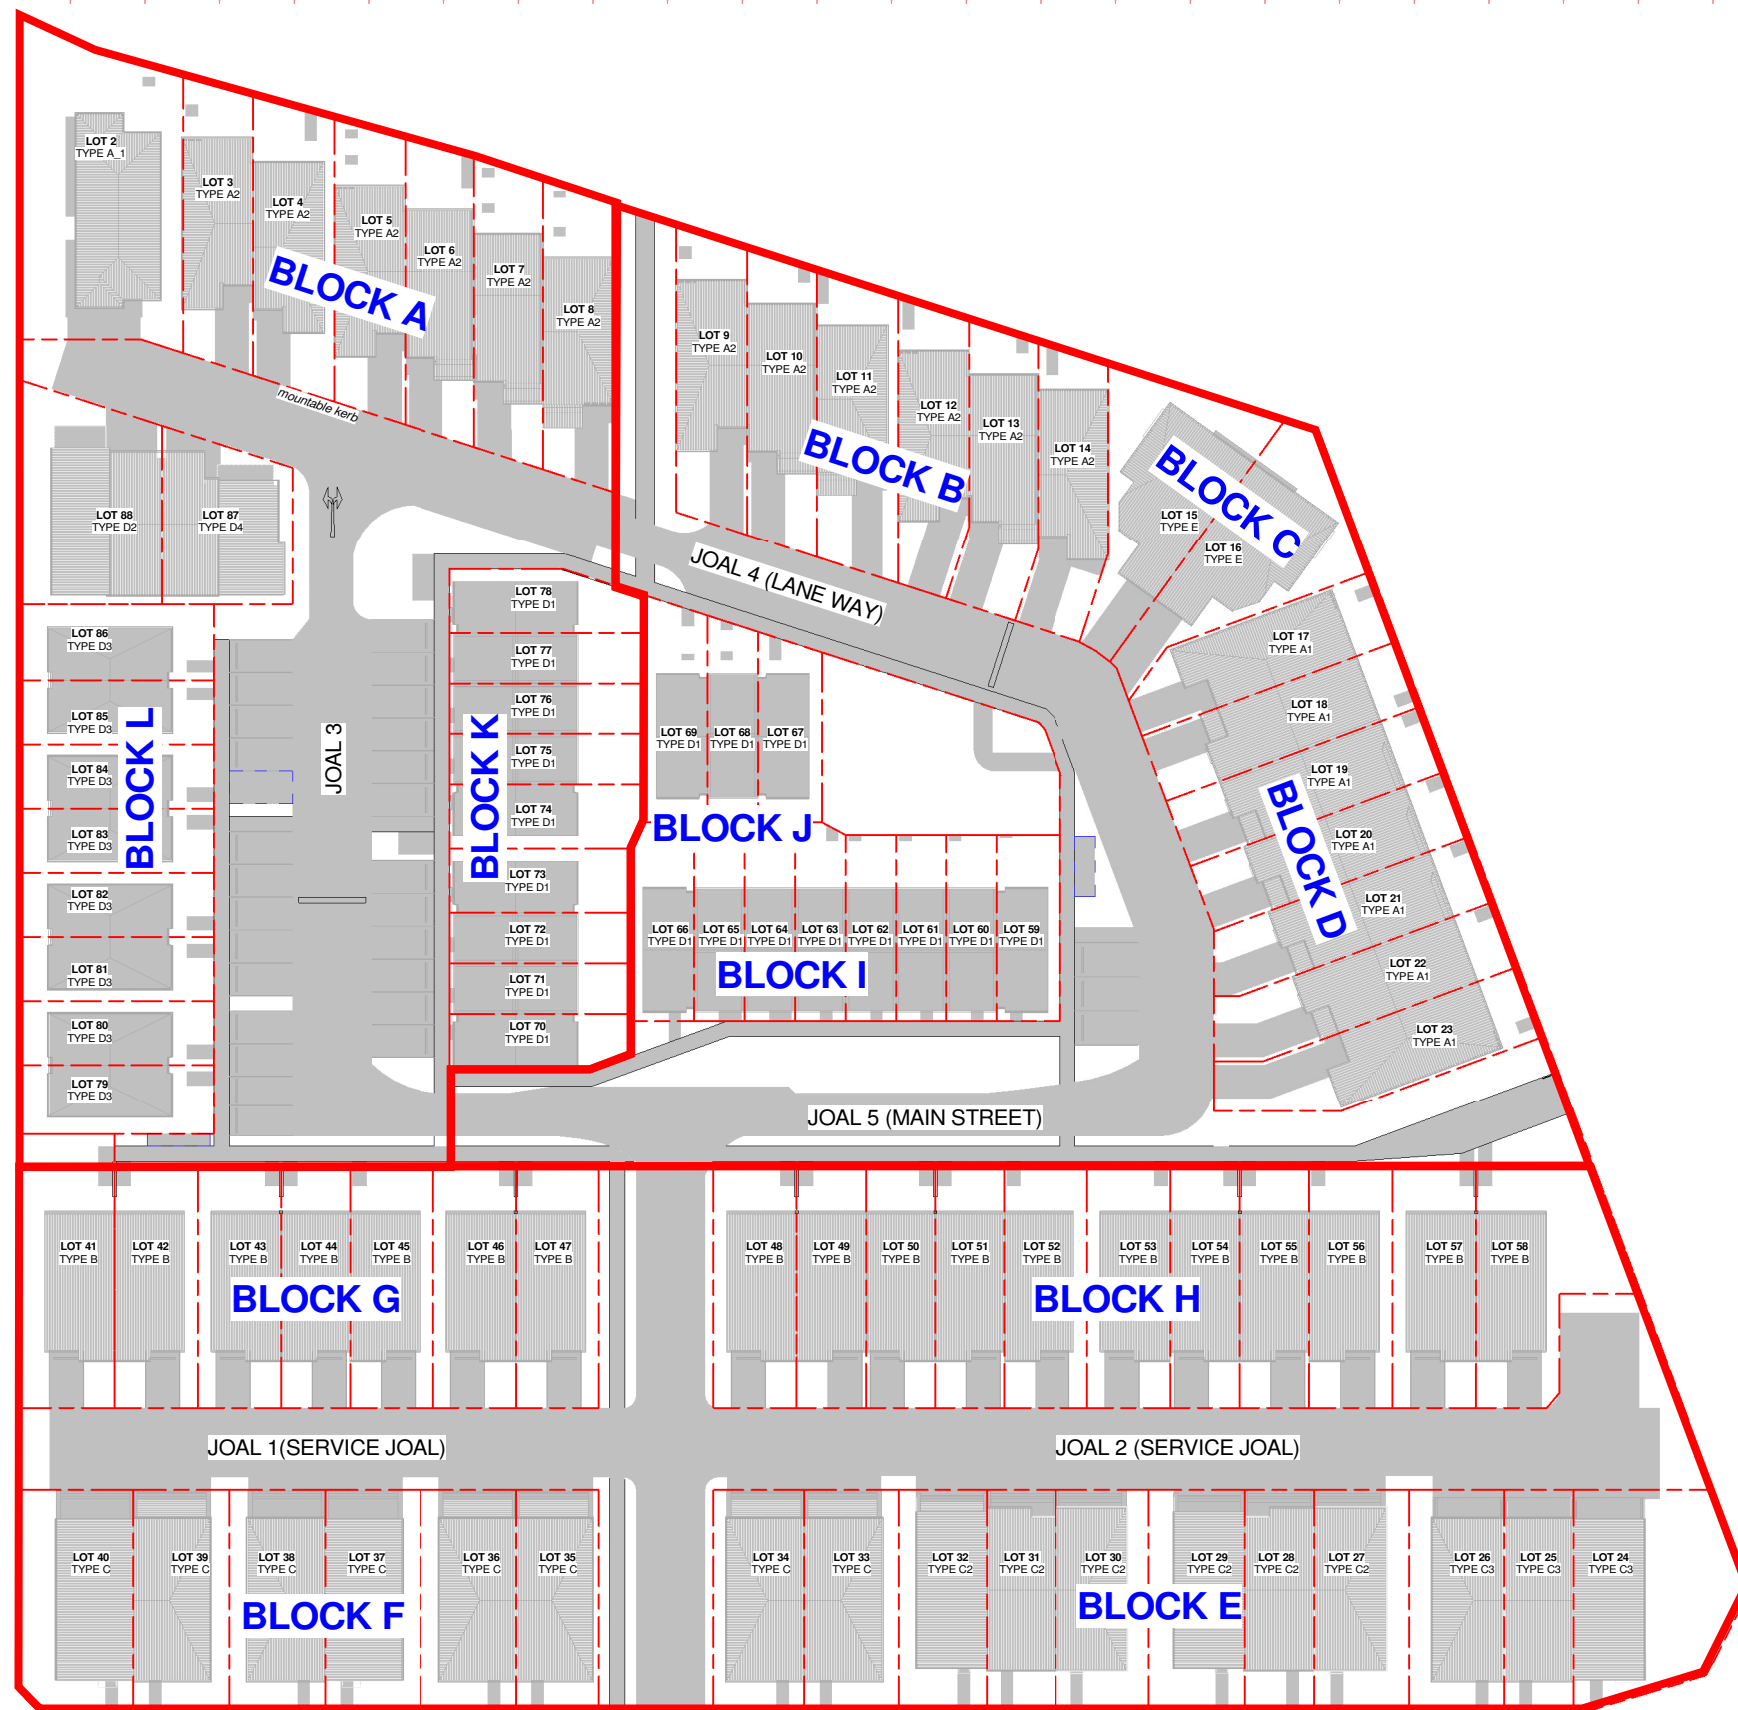 LOT 2
TYPE A_1
LOT 3
TYPE A2
LOT 4
TYPE A2
LOT 5
TYPE A2
LOT 6
TYPE A2
LOT 7
TYPE A2
LOT 8
TYPE A2
BLOCK A
mountable kerb
LOT 9
TYPE A2
LOT 10
TYPE A2
LOT 11
TYPE A2
LOT 12
TYPE A2
LOT 13
TYPE A2
LOT 14
TYPE A2
BLOCK B
LOT 15
TYPE E
LOT 16
TYPE E
BLOCK C
LOT 88
TYPE D2
LOT 87
TYPE D4
JOAL 4 (LANE WAY)
LOT 17
TYPE A1
LOT 18
TYPE A1
LOT 19
TYPE A1
LOT 20
TYPE A1
LOT 21
TYPE A1
LOT 22
TYPE A1
LOT 23
TYPE A1
BLOCK D
LOT 86
TYPE D3
LOT 85
TYPE D3
LOT 84
TYPE D3
LOT 83
TYPE D3
LOT 82
TYPE D3
LOT 81
TYPE D3
LOT 80
TYPE D3
LOT 79
TYPE D3
BLOCK L
JOAL 3
LOT 78
TYPE D1
LOT 77
TYPE D1
LOT 76
TYPE D1
LOT 75
TYPE D1
LOT 74
TYPE D1
LOT 73
TYPE D1
LOT 72
TYPE D1
LOT 71
TYPE D1
LOT 70
TYPE D1
BLOCK K
LOT 69
TYPE D1
LOT 68
TYPE D1
LOT 67
TYPE D1
BLOCK J
LOT 66
TYPE D1
LOT 65
TYPE D1
LOT 64
TYPE D1
LOT 63
TYPE D1
LOT 62
TYPE D1
LOT 61
TYPE D1
LOT 60
TYPE D1
LOT 59
TYPE D1
BLOCK I
JOAL 5 (MAIN STREET)
LOT 41
TYPE B
LOT 42
TYPE B
LOT 43
TYPE B
LOT 44
TYPE B
LOT 45
TYPE B
LOT 46
TYPE B
LOT 47
TYPE B
BLOCK G
LOT 48
TYPE B
LOT 49
TYPE B
LOT 50
TYPE B
LOT 51
TYPE B
LOT 52
TYPE B
LOT 53
TYPE B
LOT 54
TYPE B
LOT 55
TYPE B
LOT 56
TYPE B
LOT 57
TYPE B
LOT 58
TYPE B
BLOCK H
JOAL 1(SERVICE JOAL)
JOAL 2 (SERVICE JOAL)
LOT 40
TYPE C
LOT 39
TYPE C
LOT 38
TYPE C
LOT 37
TYPE C
LOT 36
TYPE C
LOT 35
TYPE C
BLOCK F
LOT 34
TYPE C
LOT 33
TYPE C
LOT 32
TYPE C2
LOT 31
TYPE C2
LOT 30
TYPE C2
LOT 29
TYPE C2
LOT 28
TYPE C2
LOT 27
TYPE C2
LOT 26
TYPE C3
LOT 25
TYPE C3
LOT 24
TYPE C3
BLOCK E